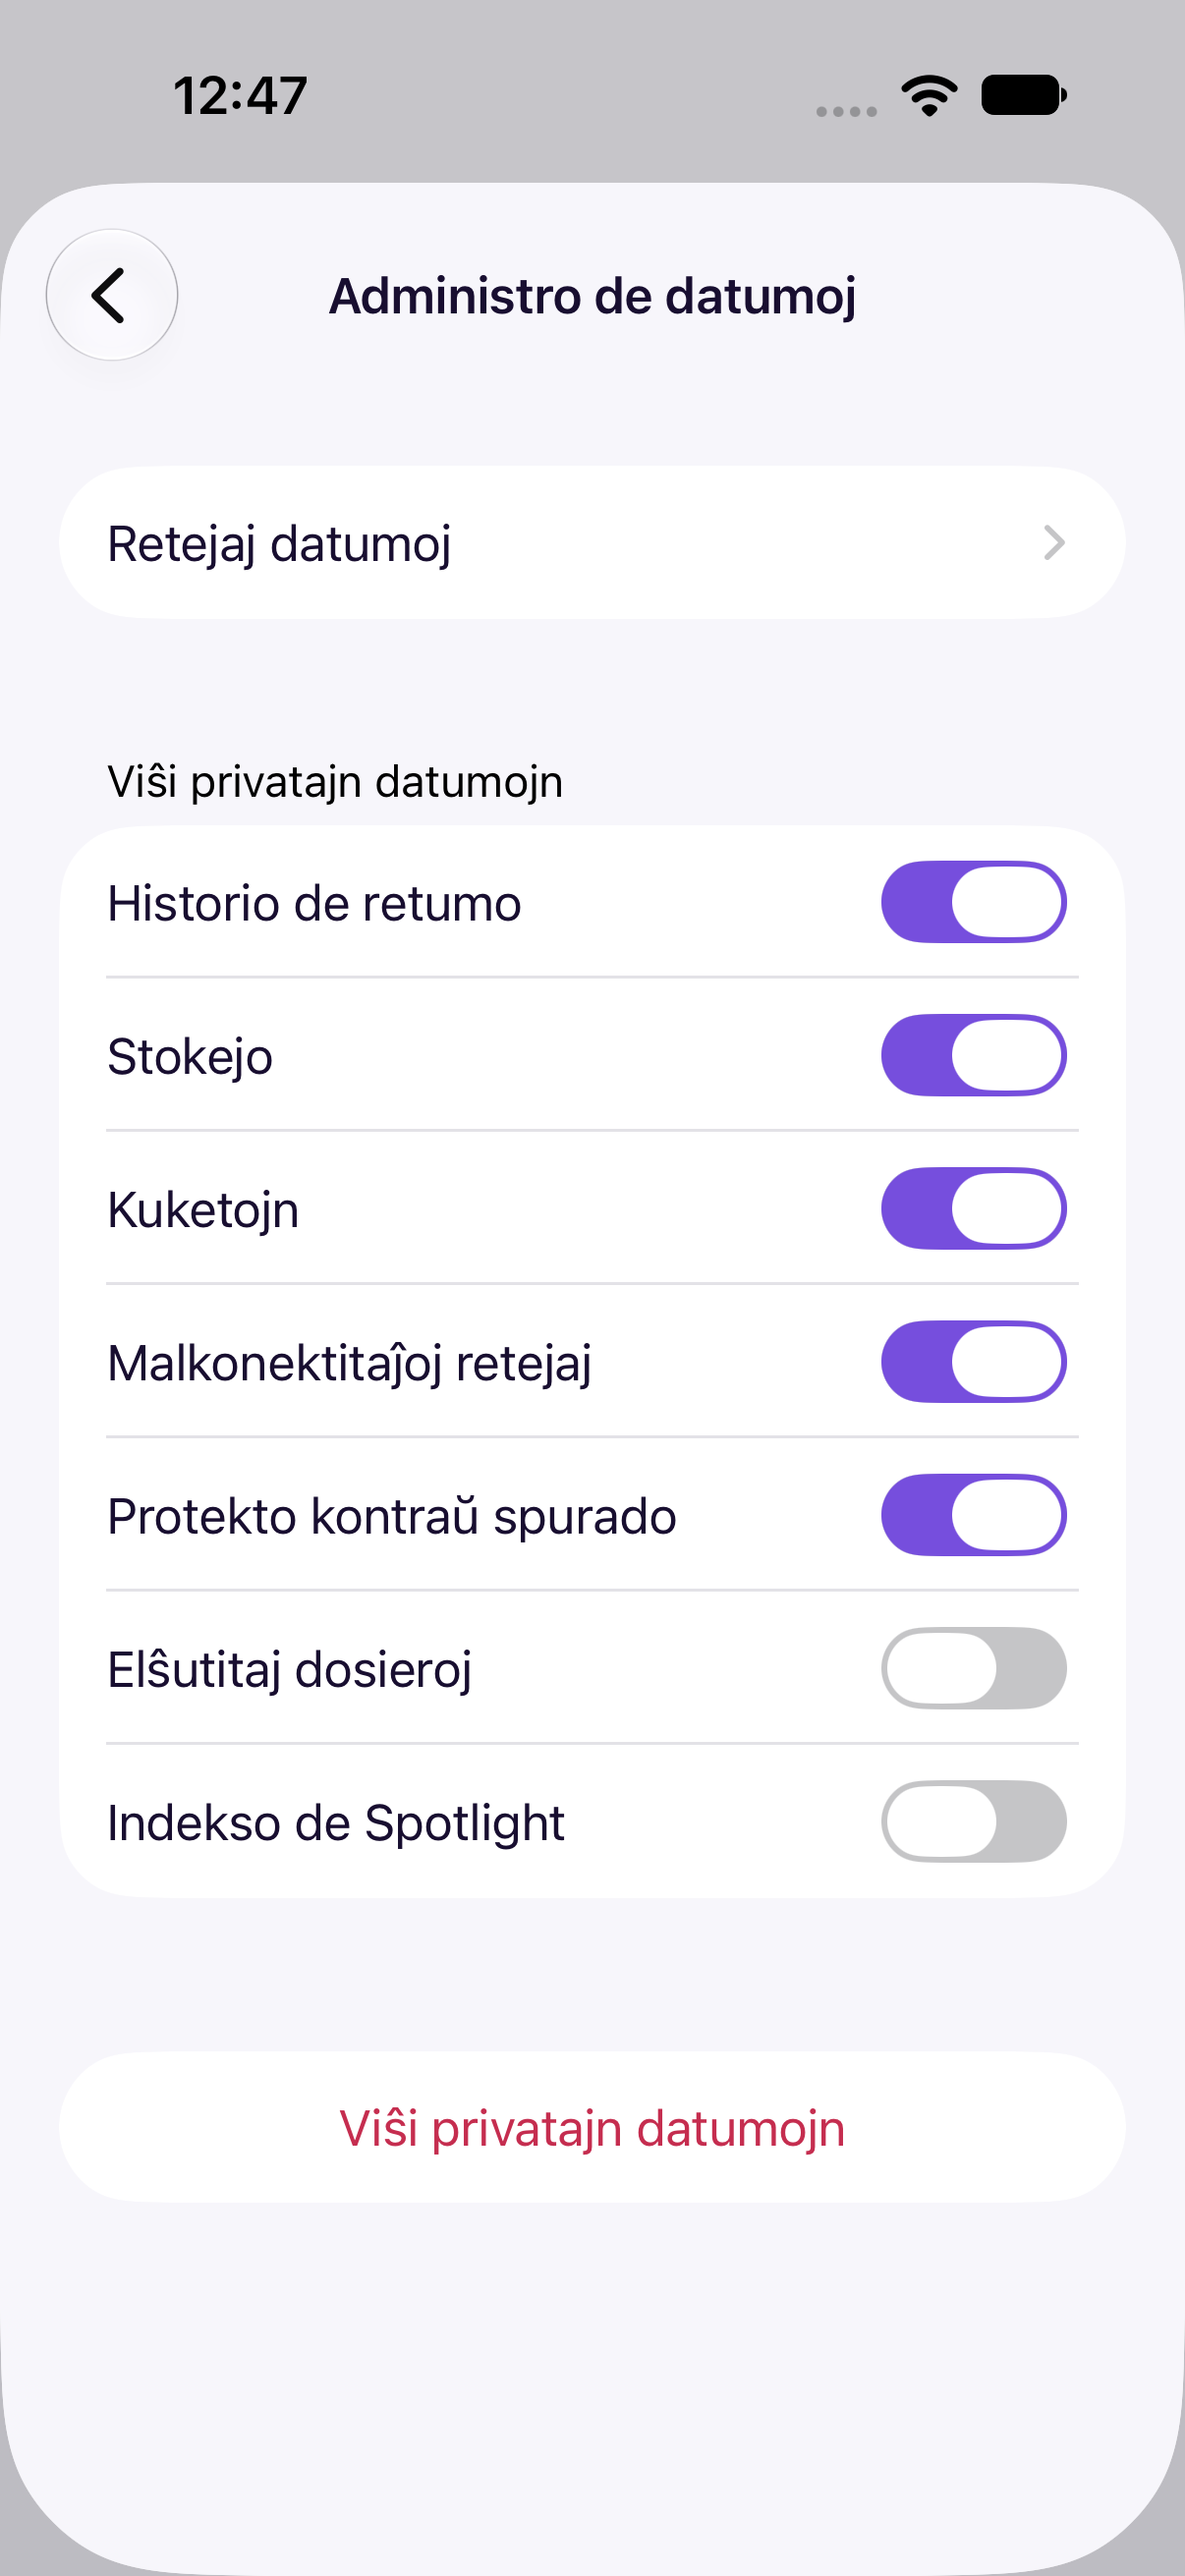 12:47
Administro de datumoj
Retejaj datumoj
Viŝi privatajn datumojn
Historio de retumo
Stokejo
Kuketojn
Malkonektitaĵoj retejaj
Protekto kontraŭ spurado
Elŝutitaj dosieroj
Indekso de Spotlight
Viŝi privatajn datumojn